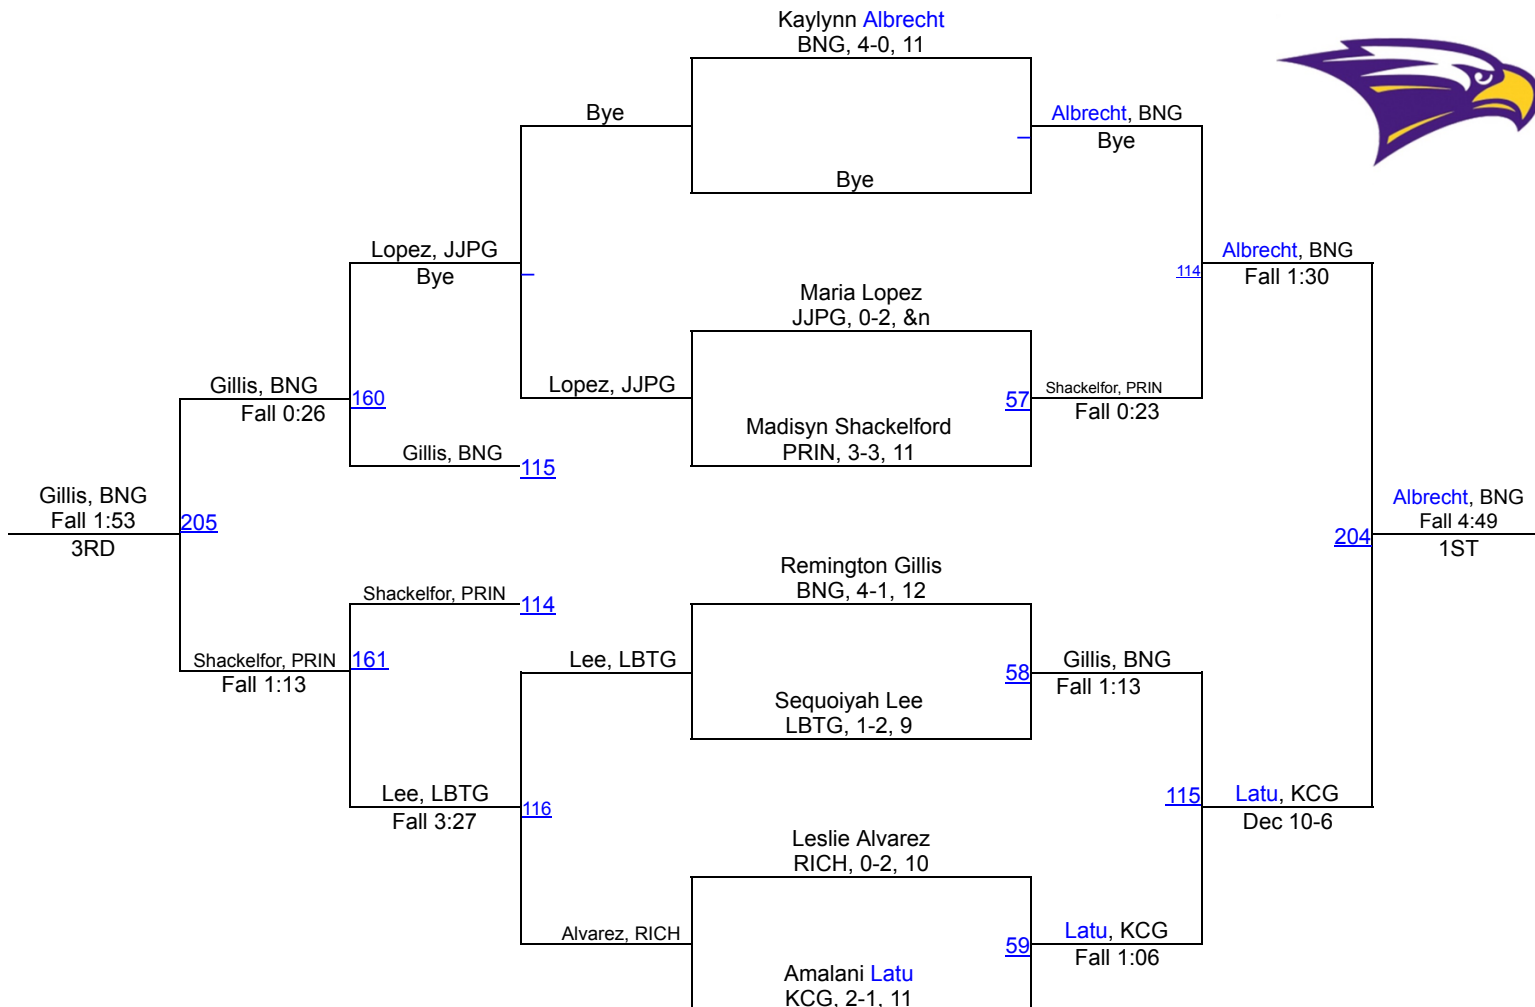 Kaylynn Albrecht
BNG, 4-0, 11
Bye
Albrecht, BNG
–
Bye
Bye
Lopez, JJPG
Bye
–
Albrecht, BNG
114
Fall 1:30
Maria Lopez
JJPG, 0-2, &n
Gillis, BNG
Fall 0:26
160
Lopez, JJPG
57
Shackelfor, PRIN
Fall 0:23
Madisyn Shackelford
PRIN, 3-3, 11
Gillis, BNG
115
Gillis, BNG
Fall 1:53
3RD
205
204
Albrecht, BNG
Fall 4:49
1ST
Remington Gillis
BNG, 4-1, 12
Shackelfor, PRIN
114
Shackelfor, PRIN
Fall 1:13
161
Lee, LBTG
58
Gillis, BNG
Fall 1:13
Sequoiyah Lee
LBTG, 1-2, 9
Lee, LBTG
Fall 3:27
116
115
Latu, KCG
Dec 10-6
Leslie Alvarez
RICH, 0-2, 10
Alvarez, RICH
59
Latu, KCG
Fall 1:06
Amalani Latu
KCG, 2-1, 11